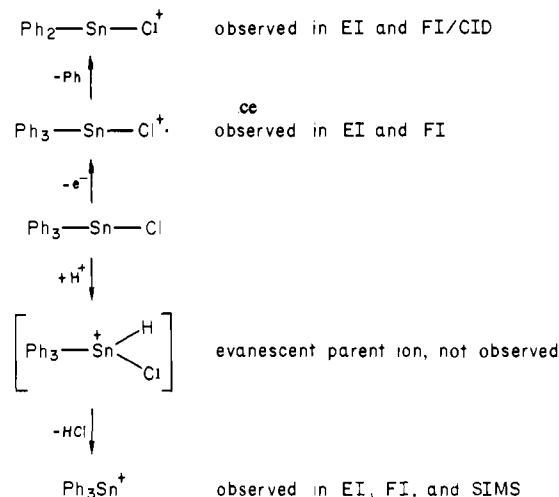 Ph₂—Sn—Cl⁺ observed in EI and FI/CID
-Ph
.ce
Ph₃—Sn—Cl⁺· observed in EI and FI
-e⁻
Ph₃—Sn—Cl
+H⁺
H
Ph₃—Sn⁺ evanescent parent ion, not observed
Cl
-HCl
Ph₃Sn⁺ observed in EI, FI, and SIMS